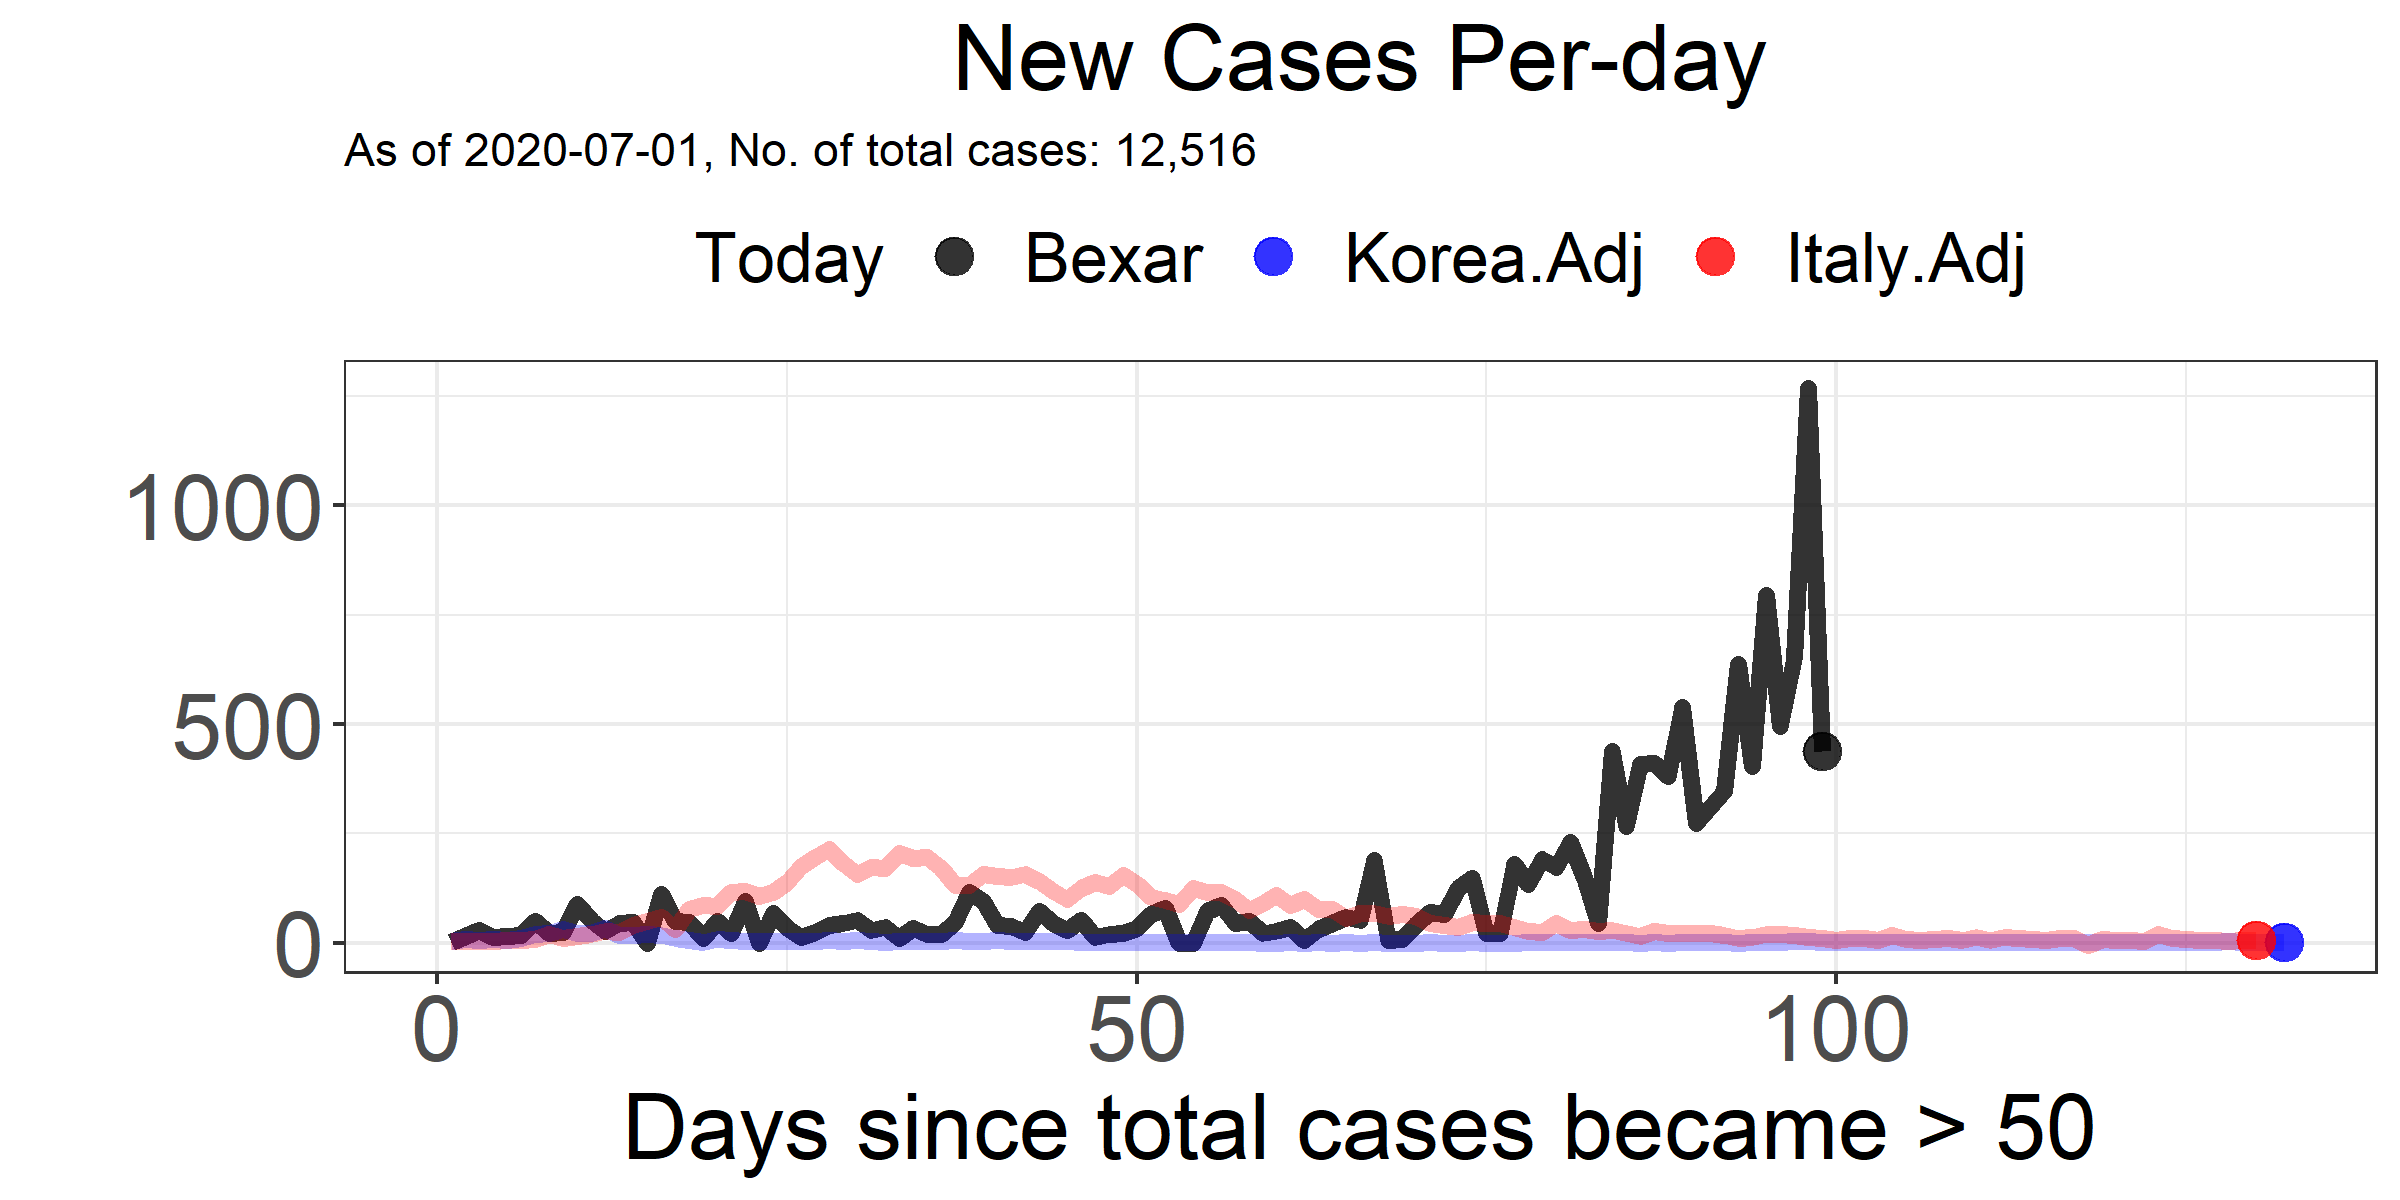 New Cases Per-day
As of 2020-07-01, No. of total cases: 12,516
Today Bexar Korea.Adj Italy.Adj
1000
500
0
0 50 100
Days since total cases became > 50